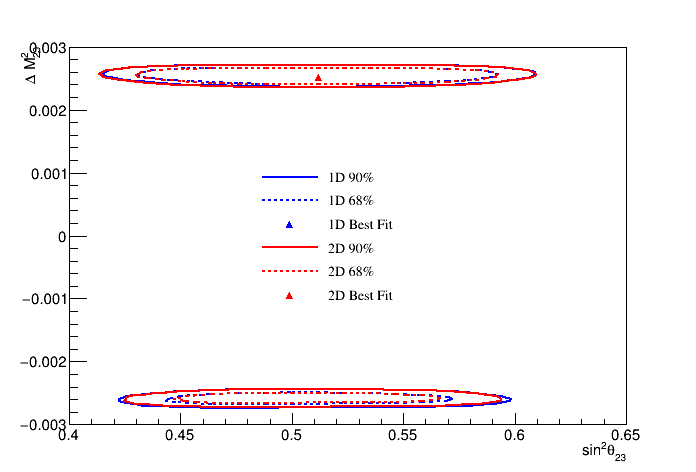 Δ M²₂₃
0.003
0.002
0.001
0
−0.001
−0.002
−0.003
1D 90%
1D 68%
1D Best Fit
2D 90%
2D 68%
2D Best Fit
0.4 0.45 0.5 0.55 0.6 0.65
sin²θ₂₃